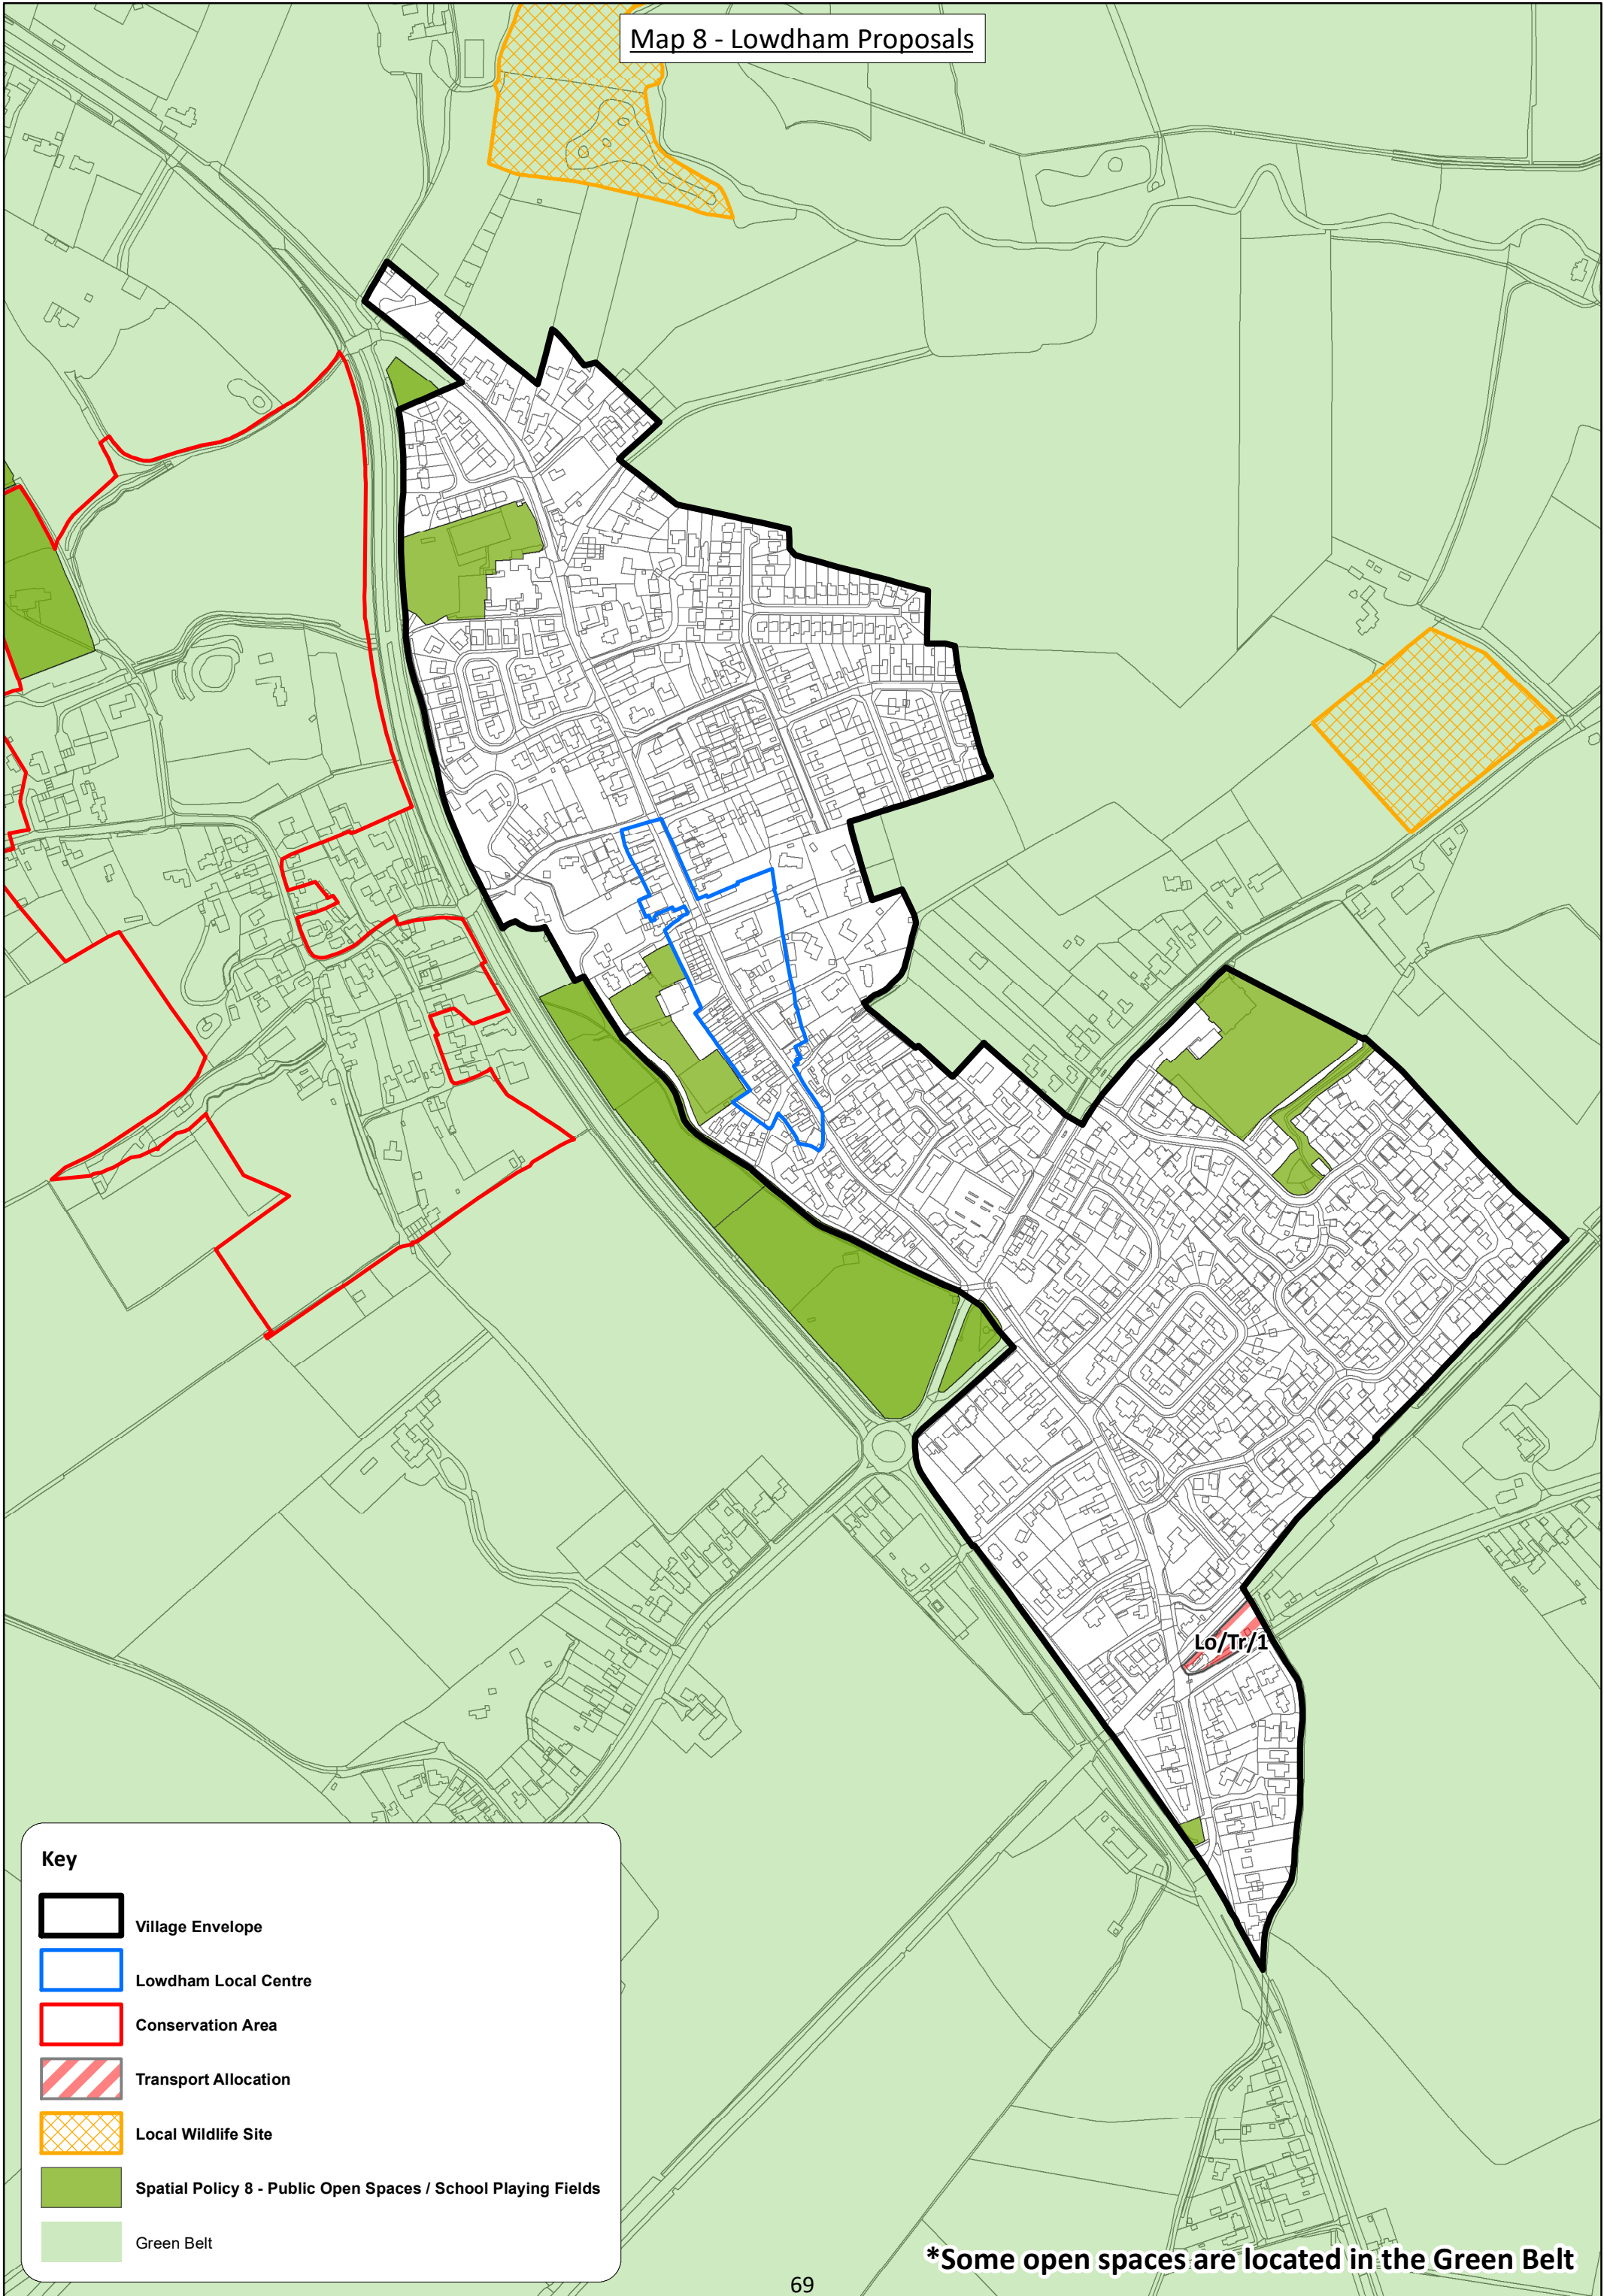 Map 8 - Lowdham Proposals
Lo/Tr/1
Key
Village Envelope
Lowdham Local Centre
Conservation Area
Transport Allocation
Local Wildlife Site
Spatial Policy 8 - Public Open Spaces / School Playing Fields
Green Belt
*Some open spaces are located in the Green Belt
69